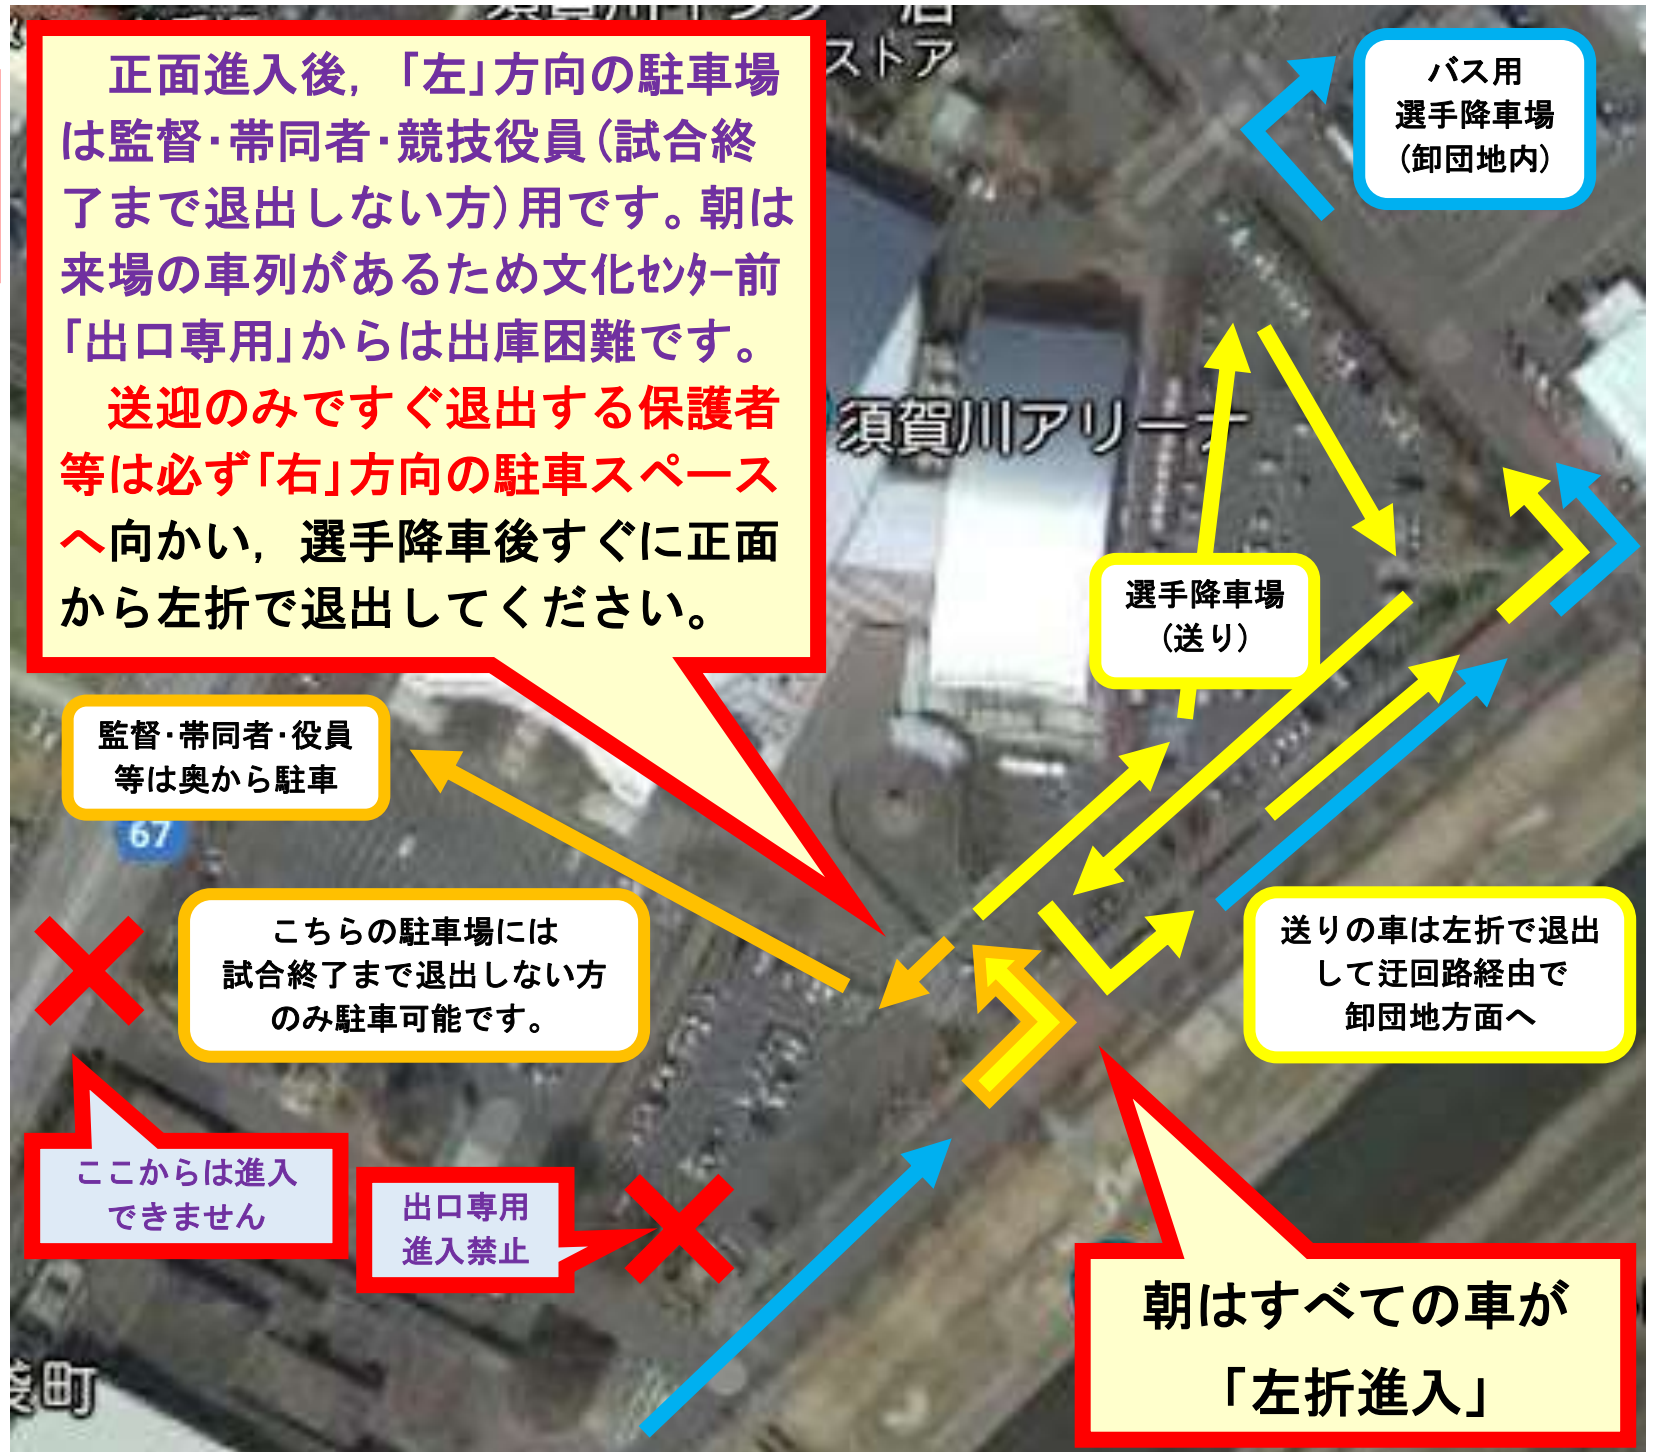 ストア
正面進入後,「左」方向の駐車場
は監督・帯同者・競技役員(試合終
了まで退出しない方)用です。朝は
来場の車列があるため文化ｾﾝﾀｰ前
「出口専用」からは出庫困難です。
送迎のみですぐ退出する保護者
等は必ず「右」方向の駐車スペース
へ向かい,選手降車後すぐに正面
から左折で退出してください。
バス用
選手降車場
(卸団地内)
須賀川アリーナ
選手降車場
(送り)
監督・帯同者・役員
等は奥から駐車
67
こちらの駐車場には
試合終了まで退出しない方
のみ駐車可能です。
送りの車は左折で退出
して迂回路経由で
卸団地方面へ
ここからは進入
できません
出口専用
進入禁止
朝はすべての車が
「左折進入」
町